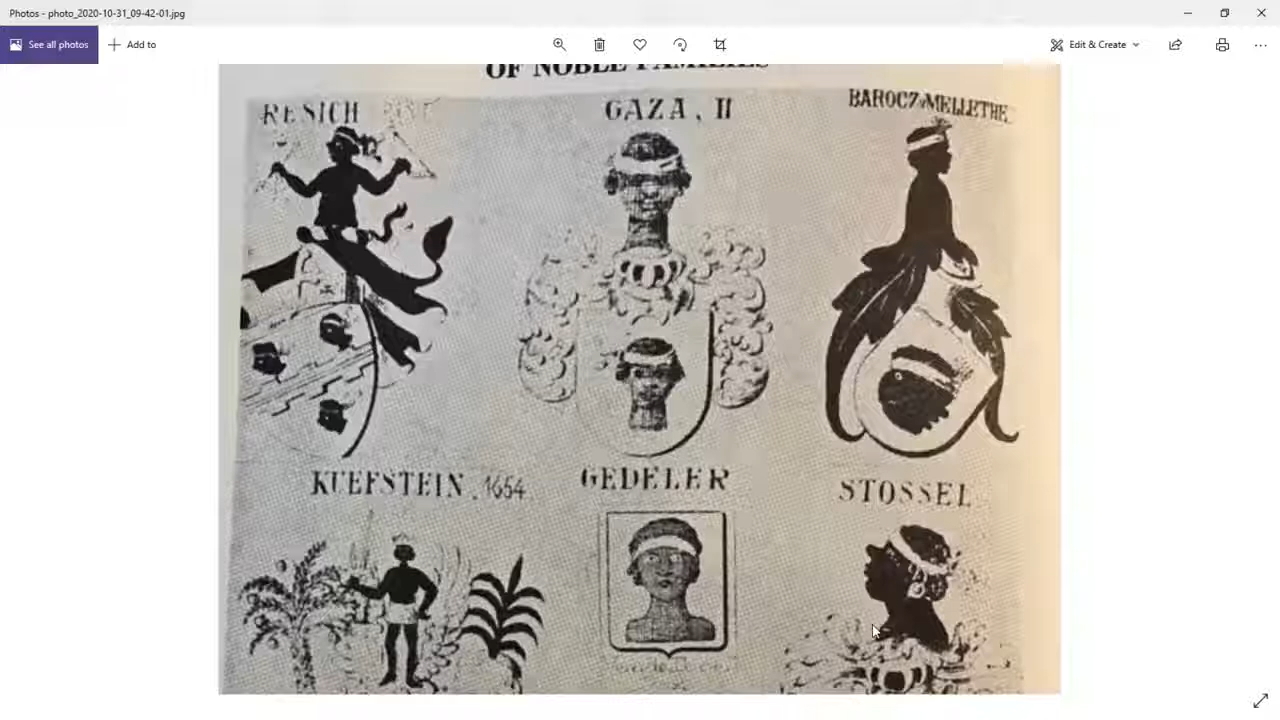 Photos - photo_2020-10-31_09-42-01.jpg
See all photos
Add to
Edit & Create
OF NOBLE FAMILIES
RESICH
GAZA, II
BAROCZ MELLETHE
KUEFSTEIN, 1654
GEDELER
STOSSEL